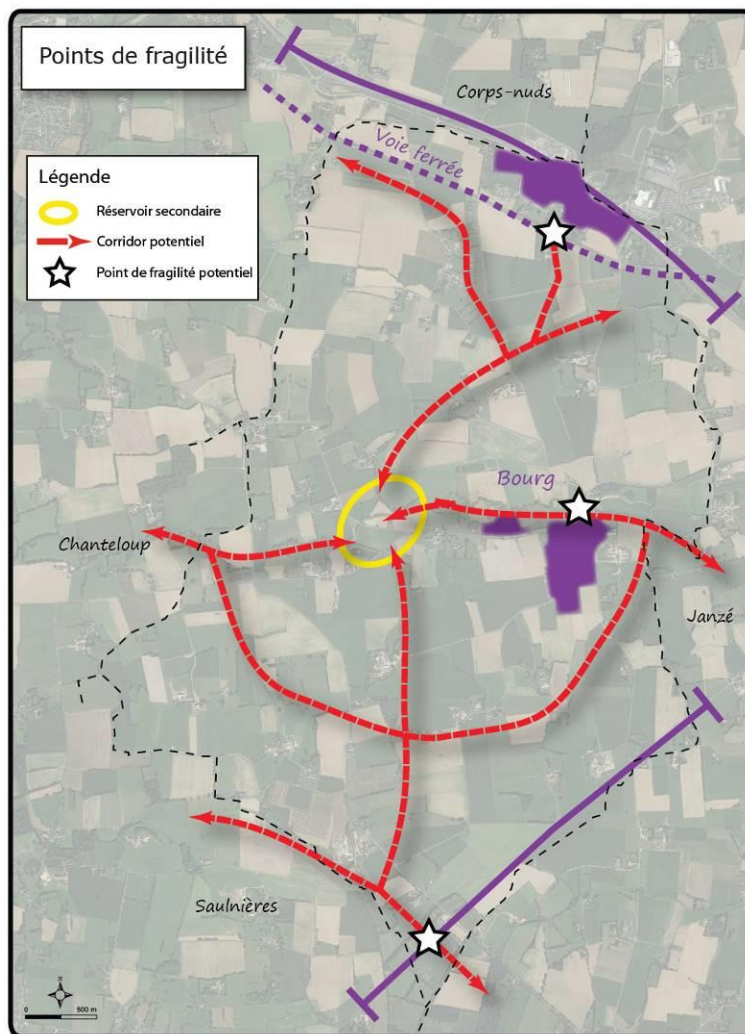 Points de fragilité
Corps-nuds
Voie ferrée
Légende
Réservoir secondaire
Corridor potentiel
Point de fragilité potentiel
Bourg
Chanteloup
Janzé
Saulnières
N
0 500 m